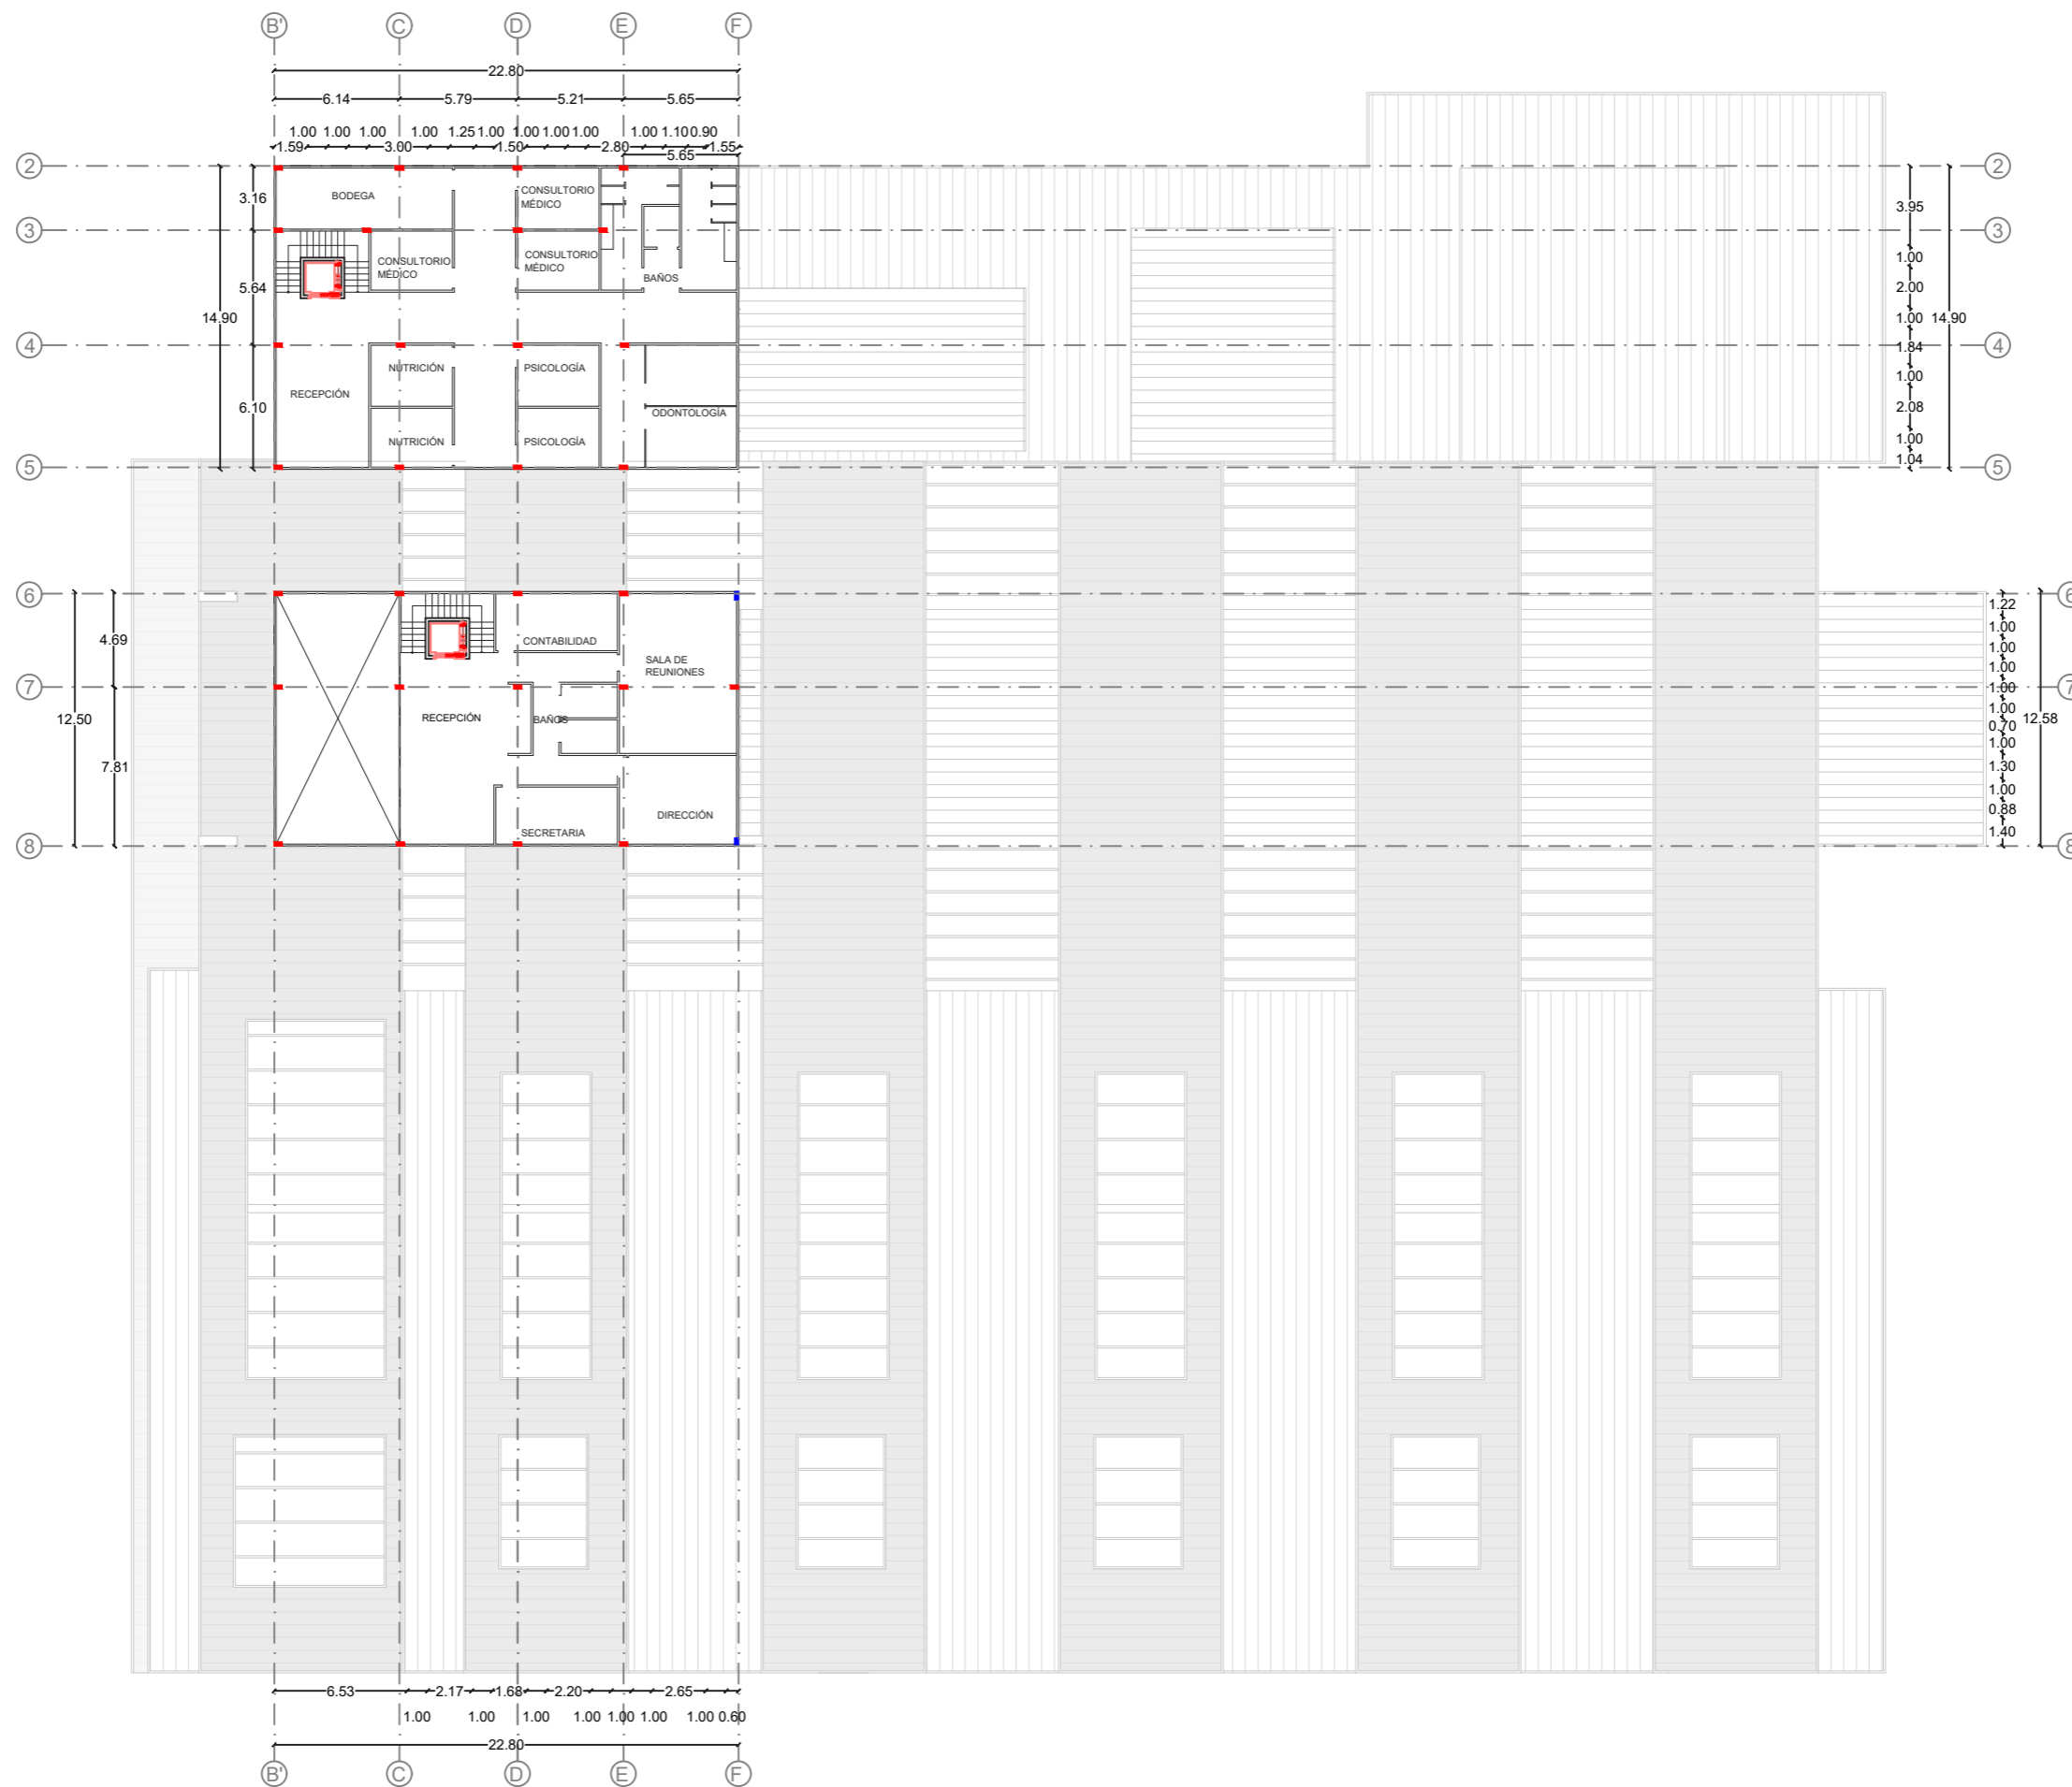 B' C D E F
22.80
6.14 5.79 5.21 5.65
1.00 1.00 1.00 1.00 1.25 1.00 1.00 1.00 1.00 1.00 1.10 0.90
1.59 3.00 1.50 2.80 1.55
5.65
2 2
BODEGA
CONSULTORIO
MÉDICO
3.16 3.95
3 3
CONSULTORIO
MÉDICO
CONSULTORIO
MÉDICO
BAÑOS
5.64 1.00
2.00
14.90 1.00 14.90
4 4
1.84
NUTRICIÓN PSICOLOGÍA
1.00
RECEPCIÓN
6.10 2.08
ODONTOLOGÍA
NUTRICIÓN PSICOLOGÍA
1.00
1.04
5 5
6 6
1.22
1.00
4.69 CONTABILIDAD 1.00
SALA DE
REUNIONES
1.00
7 7
1.00
1.00
12.50 RECEPCIÓN BAÑOS 12.58
0.70
1.00
7.81 1.30
1.00
0.88
DIRECCIÓN
SECRETARIA
1.40
8 8
6.53 2.17 1.68 2.20 2.65
1.00 1.00 1.00 1.00 1.00 1.00 1.00 0.60
22.80
B' C D E F